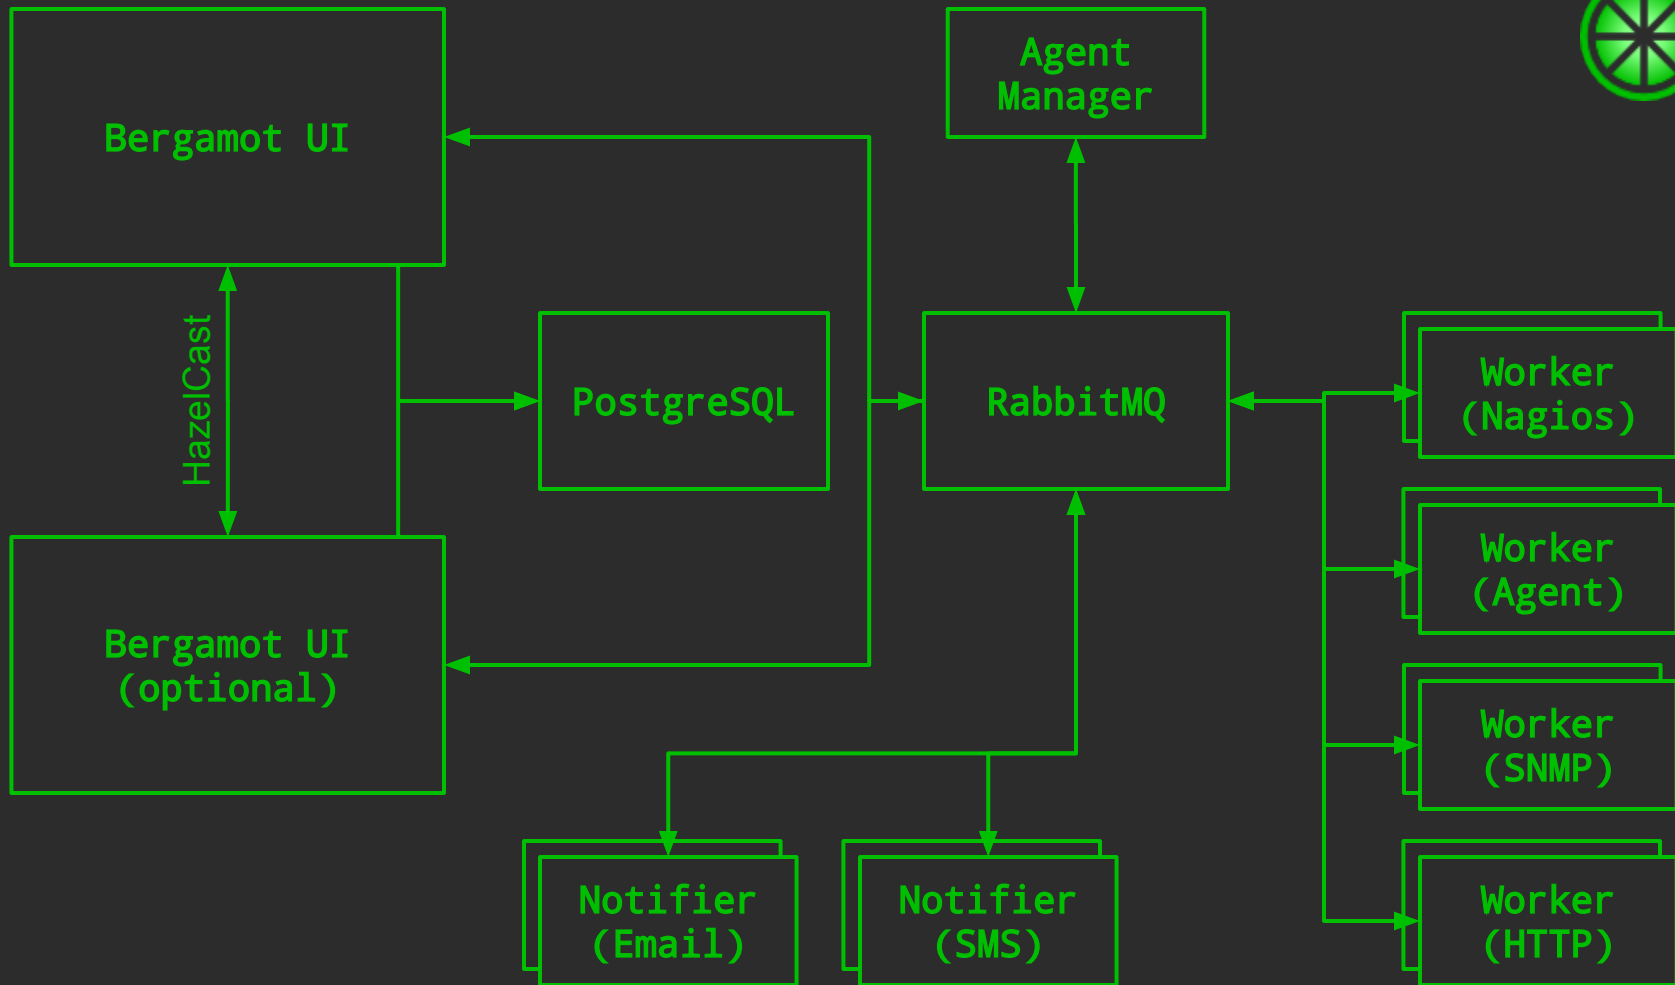 Bergamot UI
Agent
Manager
HazelCast
PostgreSQL
RabbitMQ
Worker
(Nagios)
Worker
(Agent)
Bergamot UI
(optional)
Worker
(SNMP)
Notifier
(Email)
Notifier
(SMS)
Worker
(HTTP)